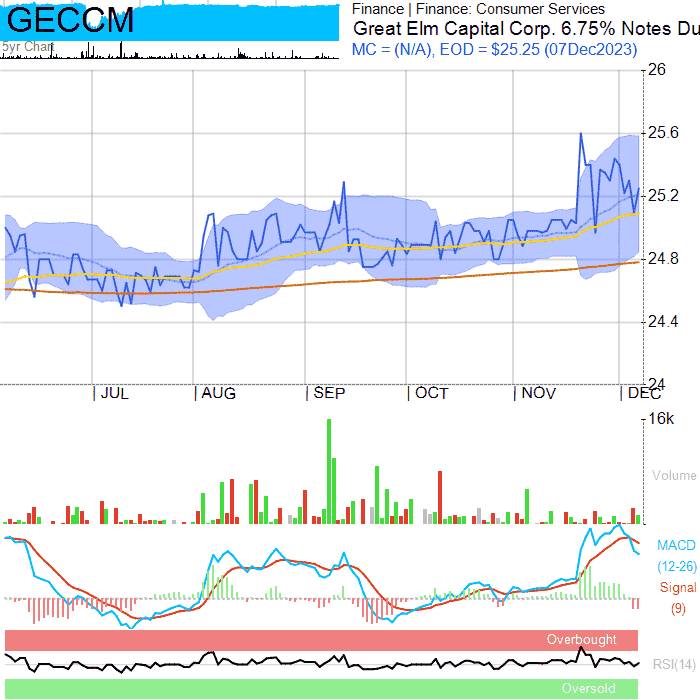 GECCM
5yr Chart
Finance | Finance: Consumer Services
Great Elm Capital Corp. 6.75% Notes Du
MC = (N/A), EOD = $25.25 (07Dec2023)
26
25.6
25.2
24.8
24.4
24
JUL
AUG
SEP
OCT
NOV
DEC
16k
Volume
MACD
(12-26)
Signal
(9)
Overbought
RSI(14)
Oversold